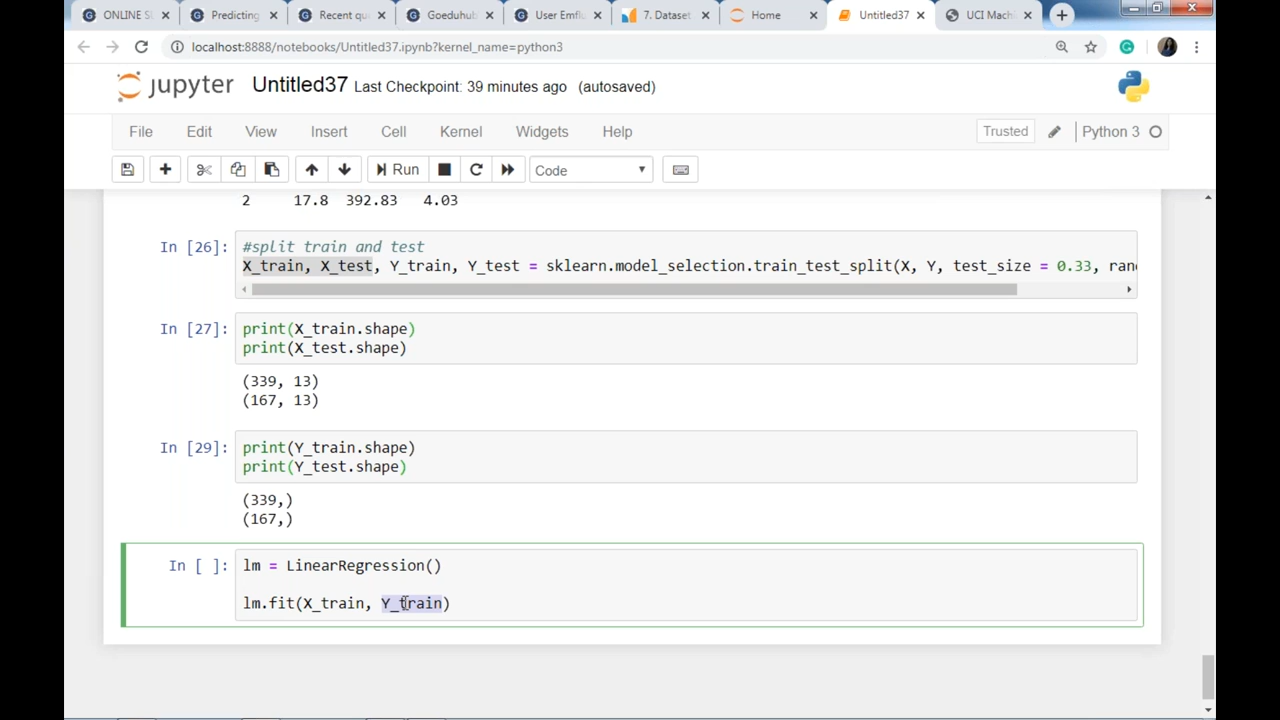 ONLINE S
Predicting
Recent qu
Goeduhub
User Emflu
7. Dataset
Home
Untitled37
UCI Machi
localhost:8888/notebooks/Untitled37.ipynb?kernel_name=python3
jupyter Untitled37 Last Checkpoint: 39 minutes ago (autosaved)
File Edit View Insert Cell Kernel Widgets Help Trusted Python 3
Run Code
2 17.8 392.83 4.03
In [26]: #split train and test
X_train, X_test, Y_train, Y_test = sklearn.model_selection.train_test_split(X, Y, test_size = 0.33, ran
In [27]: print(X_train.shape)
print(X_test.shape)
(339, 13)
(167, 13)
In [29]: print(Y_train.shape)
print(Y_test.shape)
(339,)
(167,)
In [ ]: lm = LinearRegression()
lm.fit(X_train, Y_train)